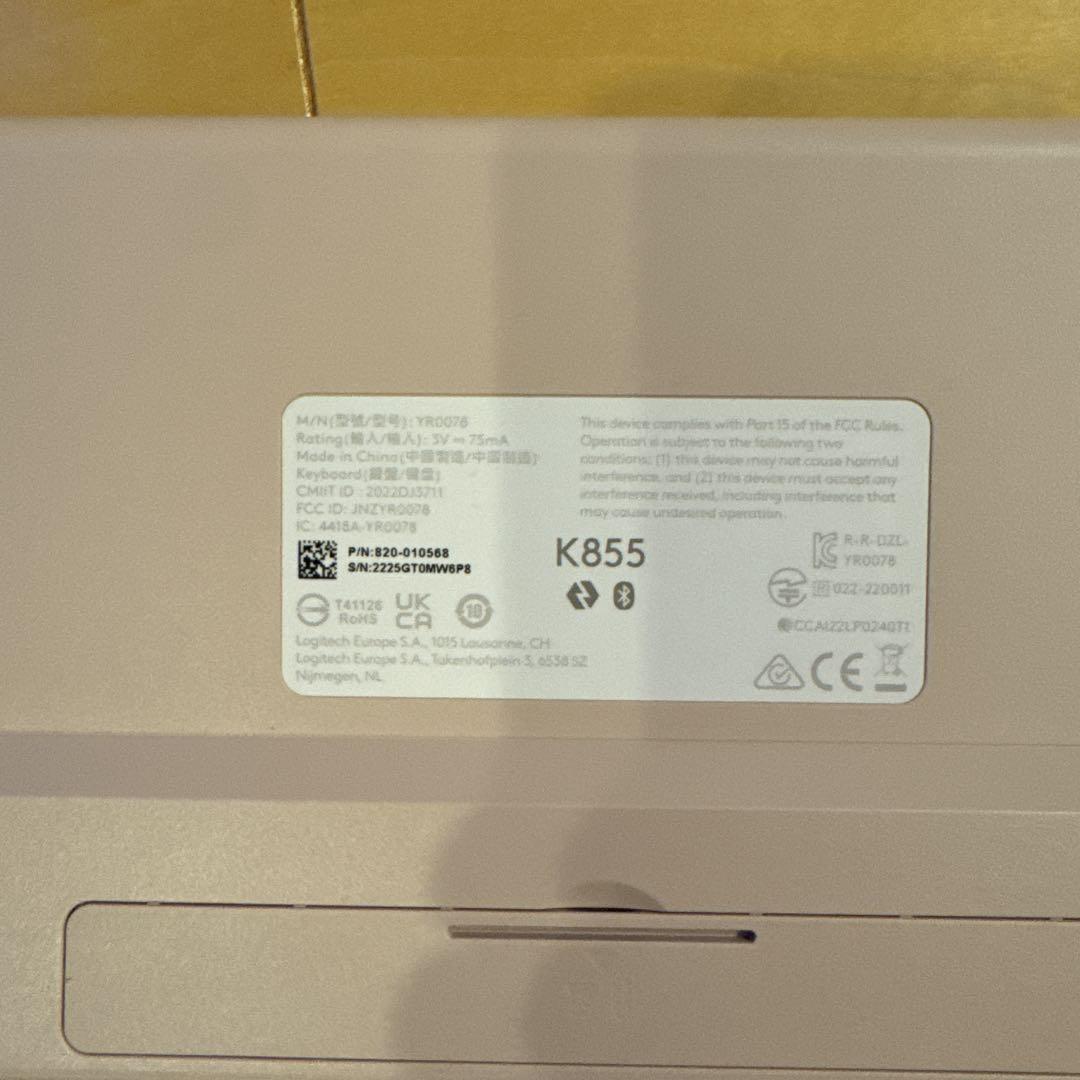 M/N(型號/型号): YR0078
Rating(輸入/输入): 3V ⎓ 75mA
Made in China(中國製造/中国制造)
Keyboard(鍵盤/键盘)
CMIIT ID : 2022DJ3711
FCC ID: JNZYR0078
IC: 4418A-YR0078
P/N:820-010568
S/N:2225GT0MW6P8
T41126
RoHS
UK
CA
10
Logitech Europe S.A., 1015 Lausanne, CH
Logitech Europe S.A., Takenhofplein 3, 6538 SZ
Nijmegen, NL
This device complies with Part 15 of the FCC Rules.
Operation is subject to the following two
conditions: (1) this device may not cause harmful
interference, and (2) this device must accept any
interference received, including interference that
may cause undesired operation.
K855
R-R-DZL-
YR0078
R 022-220011
CCAI22LP0240T1
CE